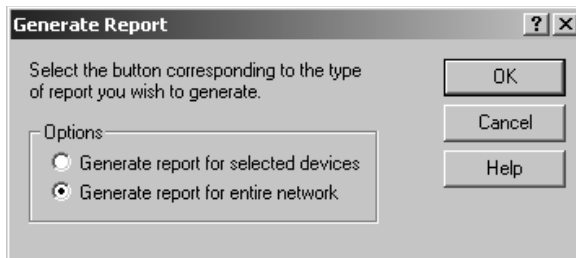 Generate Report
? X
Select the button corresponding to the type
of report you wish to generate.
Options
Generate report for selected devices
Generate report for entire network
OK
Cancel
Help